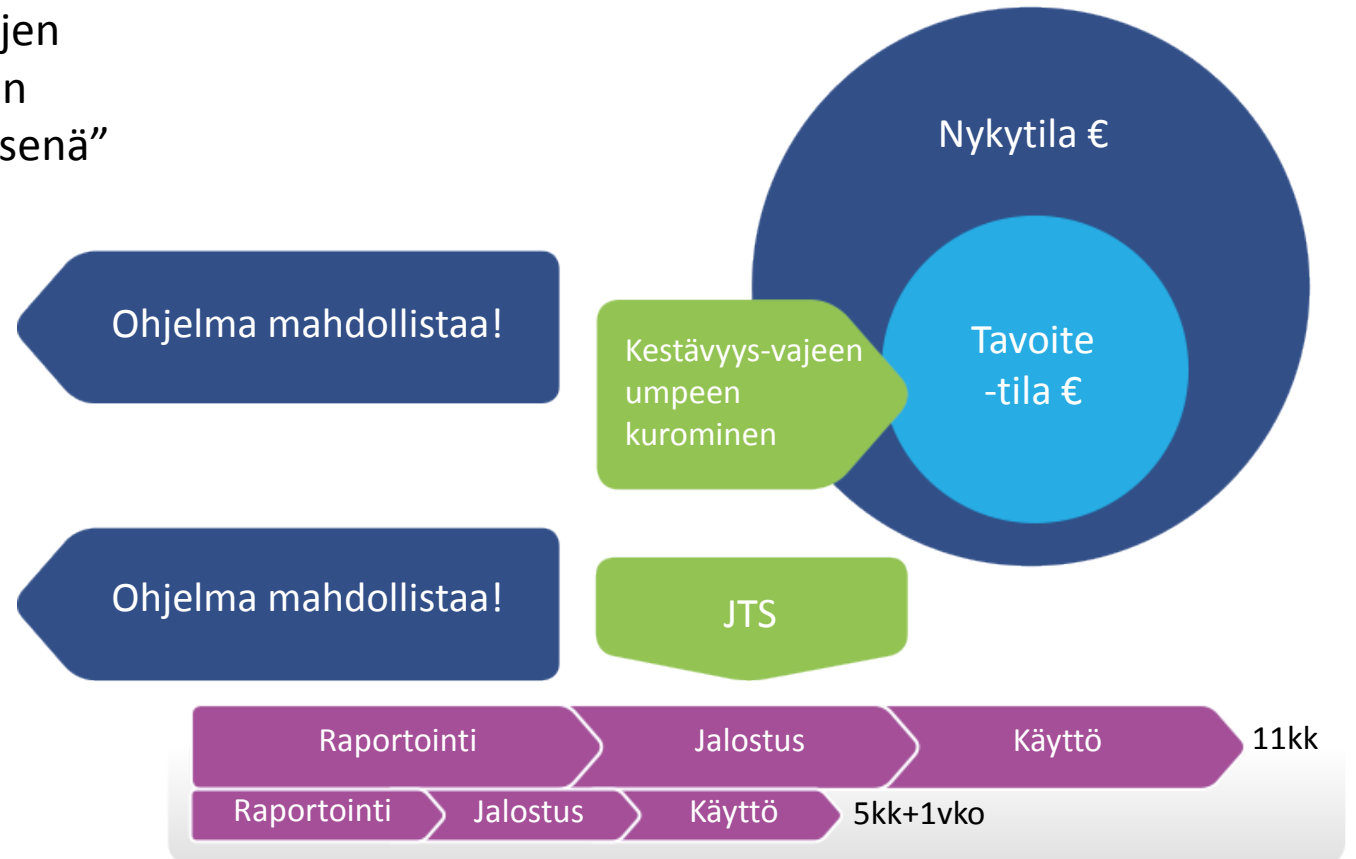 jen
n
senä”
Nykytila €
Ohjelma mahdollistaa!
Kestävyys-vajeen
umpeen
kurominen
Tavoite
-tila €
Ohjelma mahdollistaa!
JTS
Raportointi Jalostus Käyttö 11kk
Raportointi Jalostus Käyttö 5kk+1vko